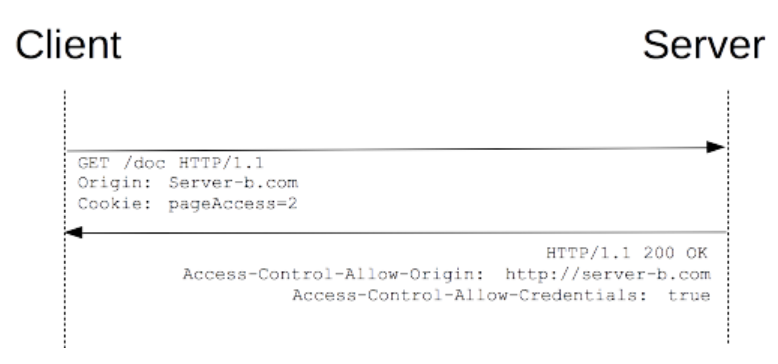 Client
Server
GET /doc HTTP/1.1
Origin: Server-b.com
Cookie: pageAccess=2
HTTP/1.1 200 OK
Access-Control-Allow-Origin: http://server-b.com
Access-Control-Allow-Credentials: true